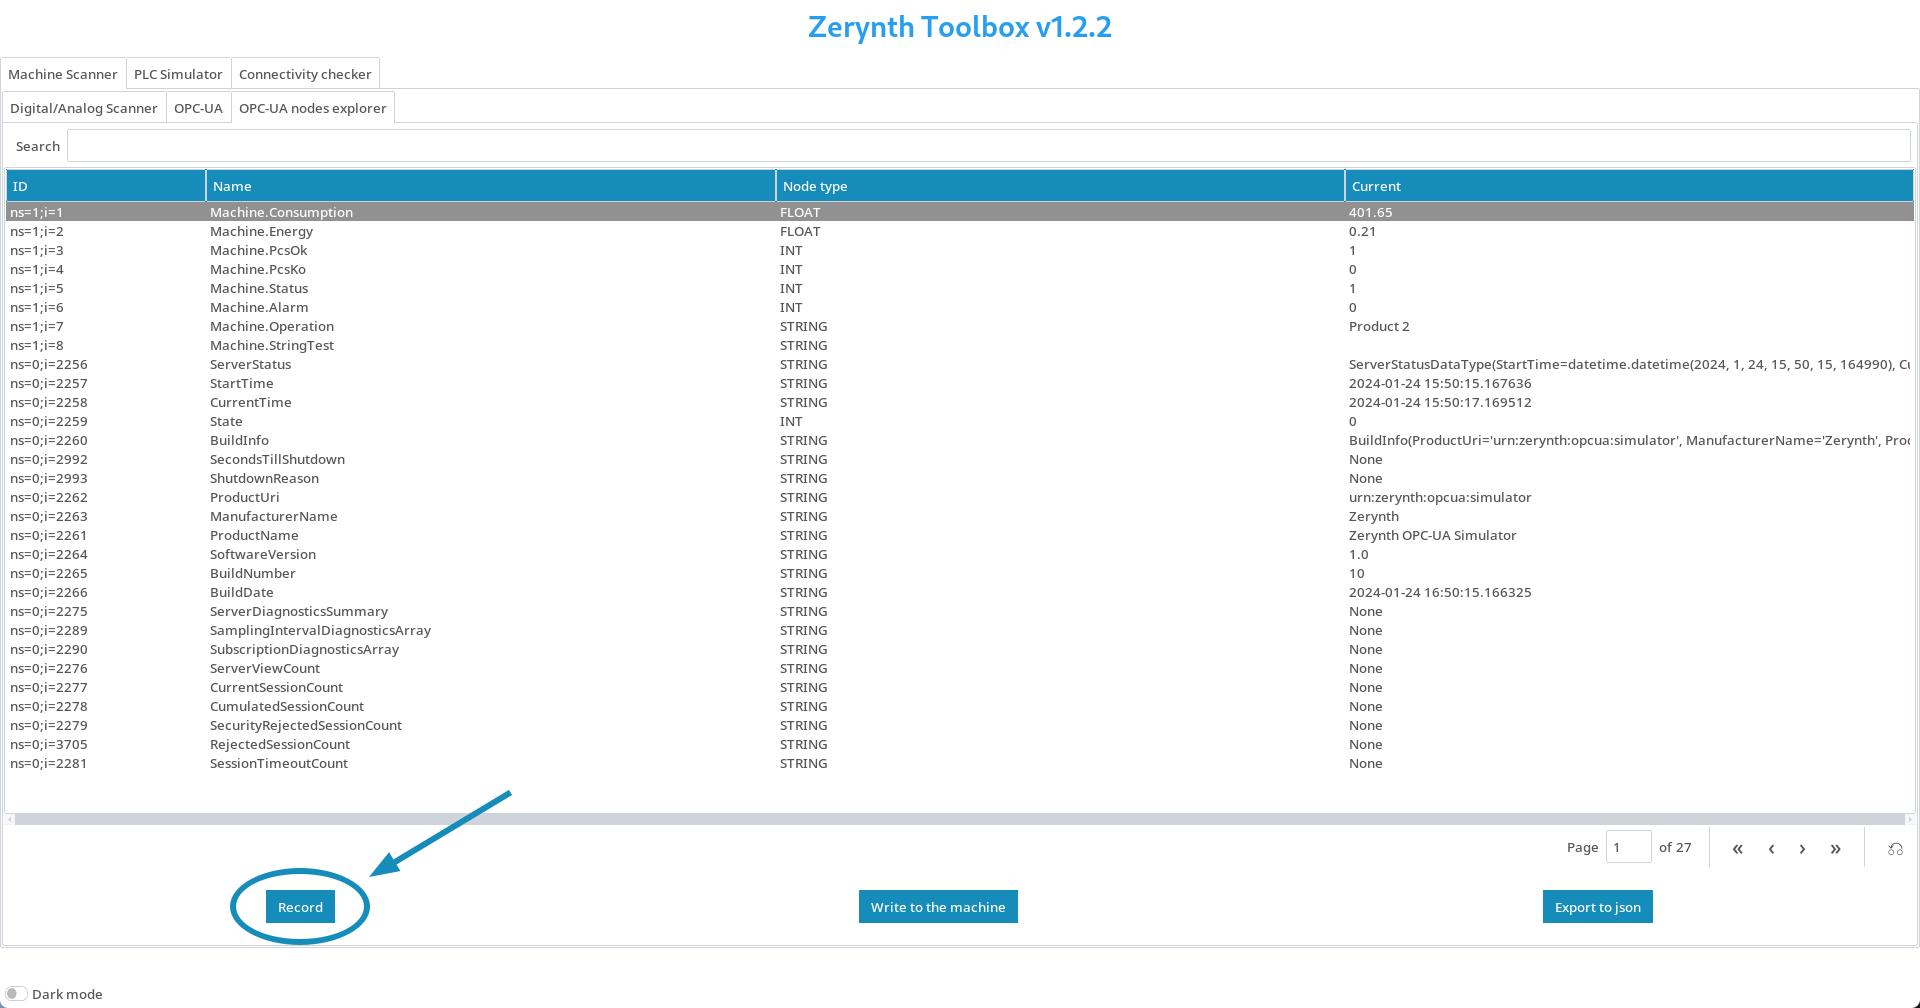 Zerynth Toolbox v1.2.2
Machine Scanner PLC Simulator Connectivity checker
Digital/Analog Scanner OPC-UA OPC-UA nodes explorer
Search
ID Name Node type Current
ns=1;i=1 Machine.Consumption FLOAT 401.65
ns=1;i=2 Machine.Energy FLOAT 0.21
ns=1;i=3 Machine.PcsOk INT 1
ns=1;i=4 Machine.PcsKo INT 0
ns=1;i=5 Machine.Status INT 1
ns=1;i=6 Machine.Alarm INT 0
ns=1;i=7 Machine.Operation STRING Product 2
ns=1;i=8 Machine.StringTest STRING
ns=0;i=2256 ServerStatus STRING ServerStatusDataType(StartTime=datetime.datetime(2024, 1, 24, 15, 50, 15, 164990), Cu
ns=0;i=2257 StartTime STRING 2024-01-24 15:50:15.167636
ns=0;i=2258 CurrentTime STRING 2024-01-24 15:50:17.169512
ns=0;i=2259 State INT 0
ns=0;i=2260 BuildInfo STRING BuildInfo(ProductUri='urn:zerynth:opcua:simulator', ManufacturerName='Zerynth', Proc
ns=0;i=2992 SecondsTillShutdown STRING None
ns=0;i=2993 ShutdownReason STRING None
ns=0;i=2262 ProductUri STRING urn:zerynth:opcua:simulator
ns=0;i=2263 ManufacturerName STRING Zerynth
ns=0;i=2261 ProductName STRING Zerynth OPC-UA Simulator
ns=0;i=2264 SoftwareVersion STRING 1.0
ns=0;i=2265 BuildNumber STRING 10
ns=0;i=2266 BuildDate STRING 2024-01-24 16:50:15.166325
ns=0;i=2275 ServerDiagnosticsSummary STRING None
ns=0;i=2289 SamplingIntervalDiagnosticsArray STRING None
ns=0;i=2290 SubscriptionDiagnosticsArray STRING None
ns=0;i=2276 ServerViewCount STRING None
ns=0;i=2277 CurrentSessionCount STRING None
ns=0;i=2278 CumulatedSessionCount STRING None
ns=0;i=2279 SecurityRejectedSessionCount STRING None
ns=0;i=3705 RejectedSessionCount STRING None
ns=0;i=2281 SessionTimeoutCount STRING None
Page 1 of 27 « ‹ › »
Record Write to the machine Export to json
Dark mode